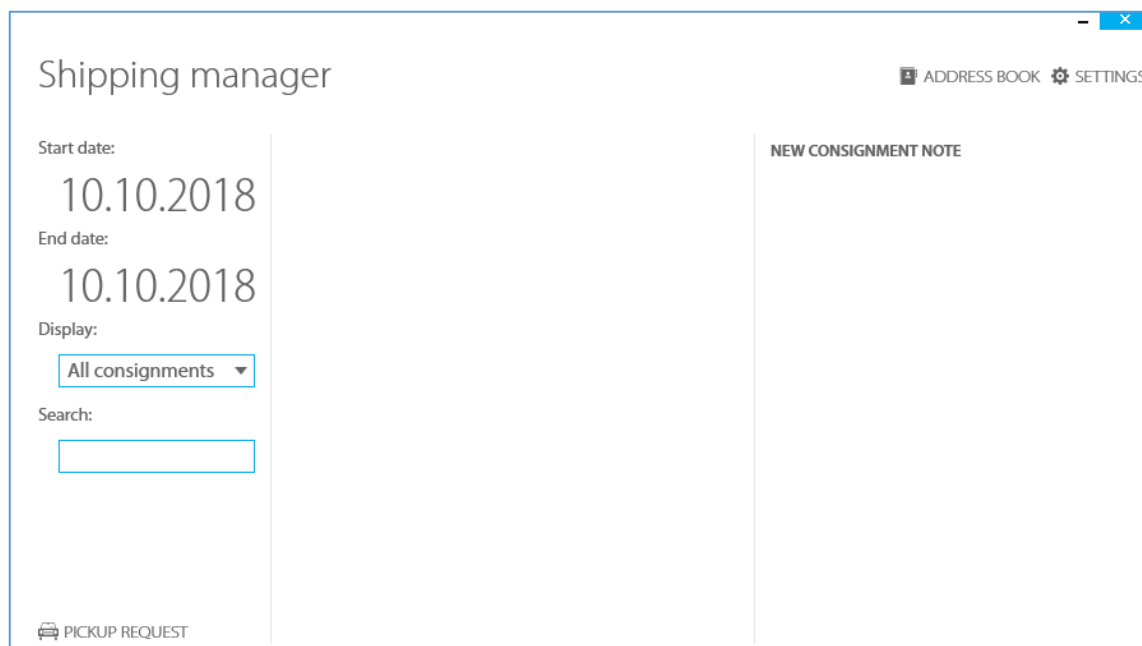 Shipping manager
ADDRESS BOOK
SETTINGS
Start date:
10.10.2018
End date:
10.10.2018
Display:
All consignments
Search:
PICKUP REQUEST
NEW CONSIGNMENT NOTE